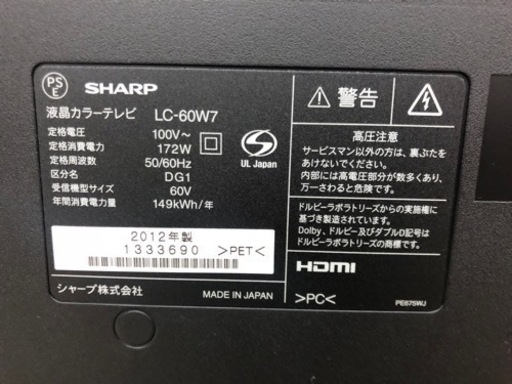 PS
E
SHARP
液晶カラーテレビ LC-60W7
定格電圧 100V~
定格消費電力 172W
定格周波数 50/60Hz
区分名 DG1
受信機型サイズ 60V
年間消費電力量 149kWh/年
UL Japan
2012年製
1333690 >PET<
シャープ株式会社 MADE IN JAPAN
警告
高圧注意
サービスマン以外の方は、裏ぶたを
あけないでください。
内部には高電圧部分が数多くあり、
万一さわると危険です。
ドルビーラボラトリーズからの実施権に
基づき製造されています。
Dolby、ドルビー及びダブルD記号は
ドルビーラボラトリーズの商標です。
HDMI
>PC< PE675WJ